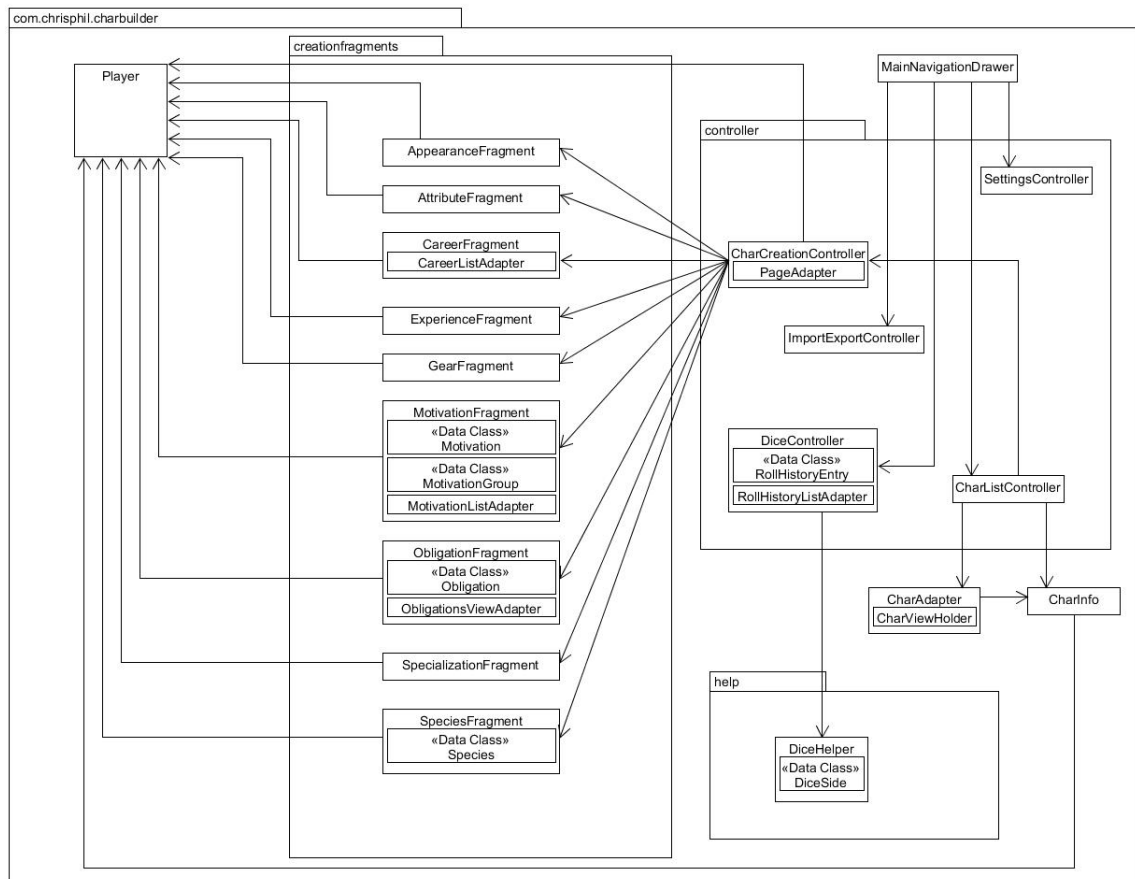 com.chrisphil.charbuilder
creationfragments
Player
MainNavigationDrawer
controller
AppearanceFragment
SettingsController
AttributeFragment
CareerFragment
CareerListAdapter
CharCreationController
PageAdapter
ExperienceFragment
ImportExportController
GearFragment
MotivationFragment
«Data Class»
Motivation
«Data Class»
MotivationGroup
MotivationListAdapter
DiceController
«Data Class»
RollHistoryEntry
RollHistoryListAdapter
CharListController
ObligationFragment
«Data Class»
Obligation
ObligationsViewAdapter
CharAdapter
CharViewHolder
CharInfo
SpecializationFragment
help
SpeciesFragment
«Data Class»
Species
DiceHelper
«Data Class»
DiceSide